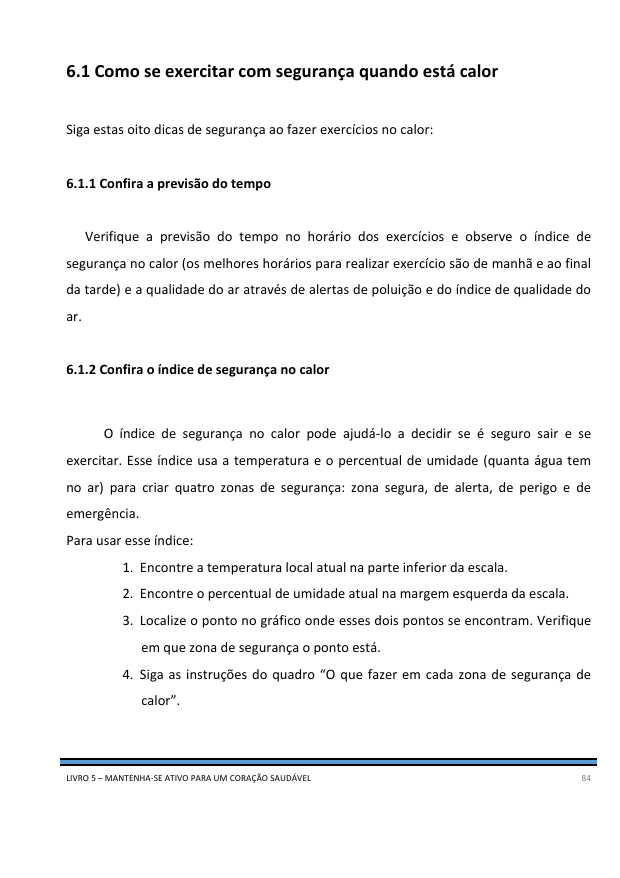 6.1 Como se exercitar com segurança quando está calor
Siga estas oito dicas de segurança ao fazer exercícios no calor:
6.1.1 Confira a previsão do tempo
Verifique a previsão do tempo no horário dos exercícios e observe o índice de
segurança no calor (os melhores horários para realizar exercício são de manhã e ao final
da tarde) e a qualidade do ar através de alertas de poluição e do índice de qualidade do
ar.
6.1.2 Confira o índice de segurança no calor
O índice de segurança no calor pode ajudá-lo a decidir se é seguro sair e se
exercitar. Esse índice usa a temperatura e o percentual de umidade (quanta água tem
no ar) para criar quatro zonas de segurança: zona segura, de alerta, de perigo e de
emergência.
Para usar esse índice:
1. Encontre a temperatura local atual na parte inferior da escala.
2. Encontre o percentual de umidade atual na margem esquerda da escala.
3. Localize o ponto no gráfico onde esses dois pontos se encontram. Verifique
em que zona de segurança o ponto está.
4. Siga as instruções do quadro “O que fazer em cada zona de segurança de
calor”.
LIVRO 5 – MANTENHA-SE ATIVO PARA UM CORAÇÃO SAUDÁVEL 84